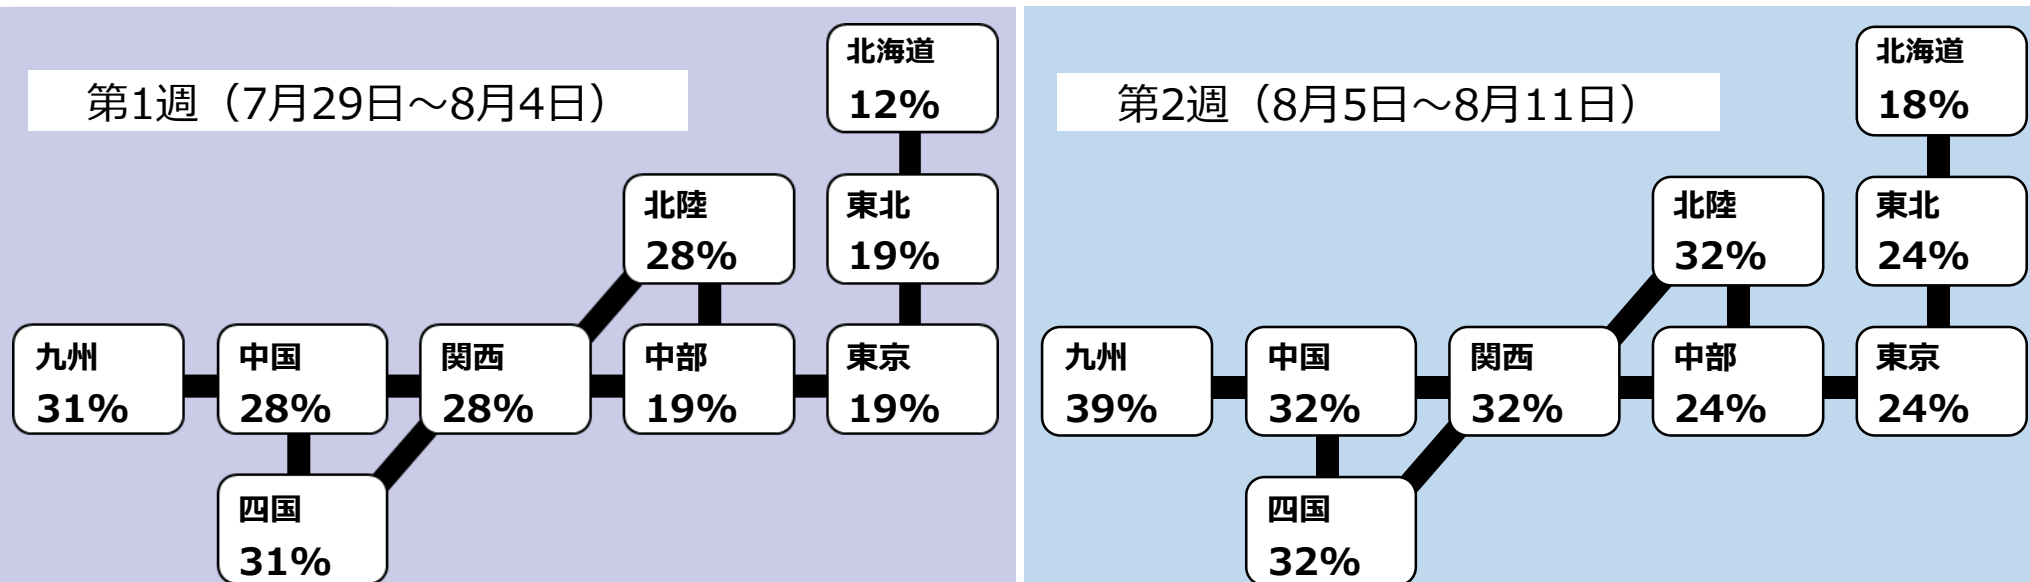 第1週（7月29日～8月4日）
北海道
12%
北陸
28%
東北
19%
九州
31%
中国
28%
関西
28%
中部
19%
東京
19%
四国
31%
第2週（8月5日～8月11日）
北海道
18%
北陸
32%
東北
24%
九州
39%
中国
32%
関西
32%
中部
24%
東京
24%
四国
32%